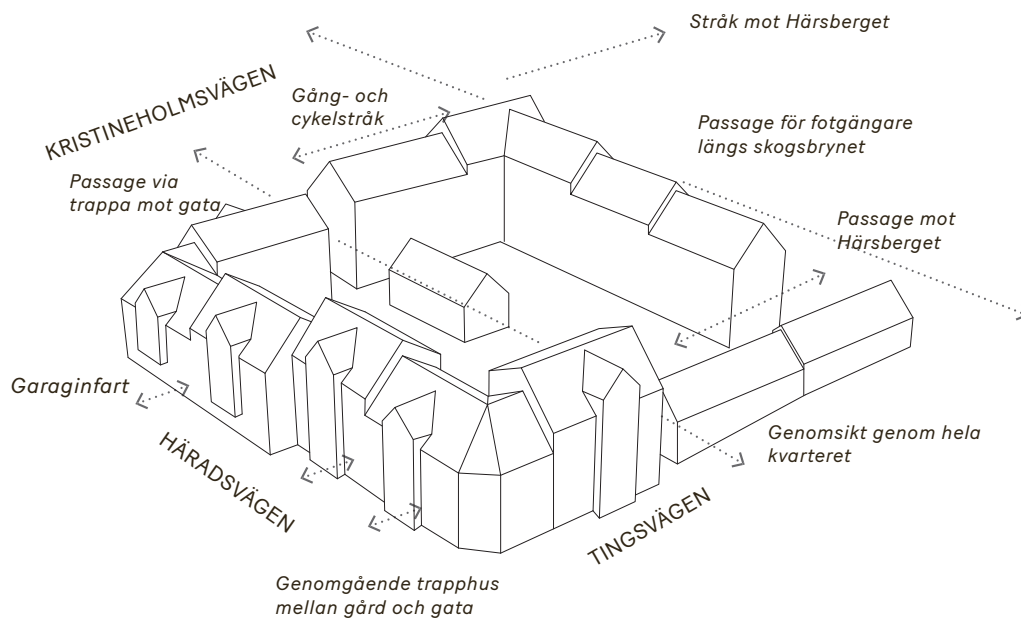 Stråk mot Härsberget
KRISTINEHOLMSVÄGEN
Gång- och
cykelstråk
Passage för fotgängare
längs skogsbrynet
Passage via
trappa mot gata
Passage mot
Härsberget
Garaginfart
HÄRADSVÄGEN
Genomsikt genom hela
kvarteret
TINGSVÄGEN
Genomgående trapphus
mellan gård och gata